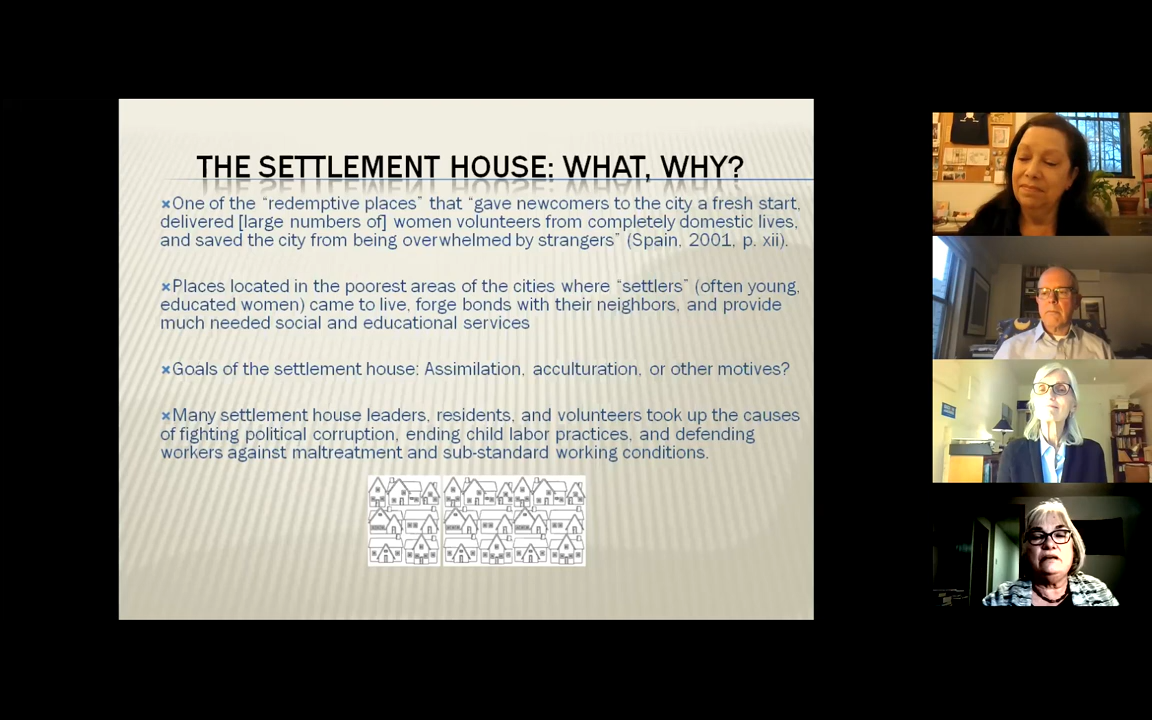 THE SETTLEMENT HOUSE: WHAT, WHY?
×One of the “redemptive places” that “gave newcomers to the city a fresh start,
delivered [large numbers of] women volunteers from completely domestic lives,
and saved the city from being overwhelmed by strangers” (Spain, 2001, p. xii).
×Places located in the poorest areas of the cities where “settlers” (often young,
educated women) came to live, forge bonds with their neighbors, and provide
much needed social and educational services
×Goals of the settlement house: Assimilation, acculturation, or other motives?
×Many settlement house leaders, residents, and volunteers took up the causes
of fighting political corruption, ending child labor practices, and defending
workers against maltreatment and sub-standard working conditions.